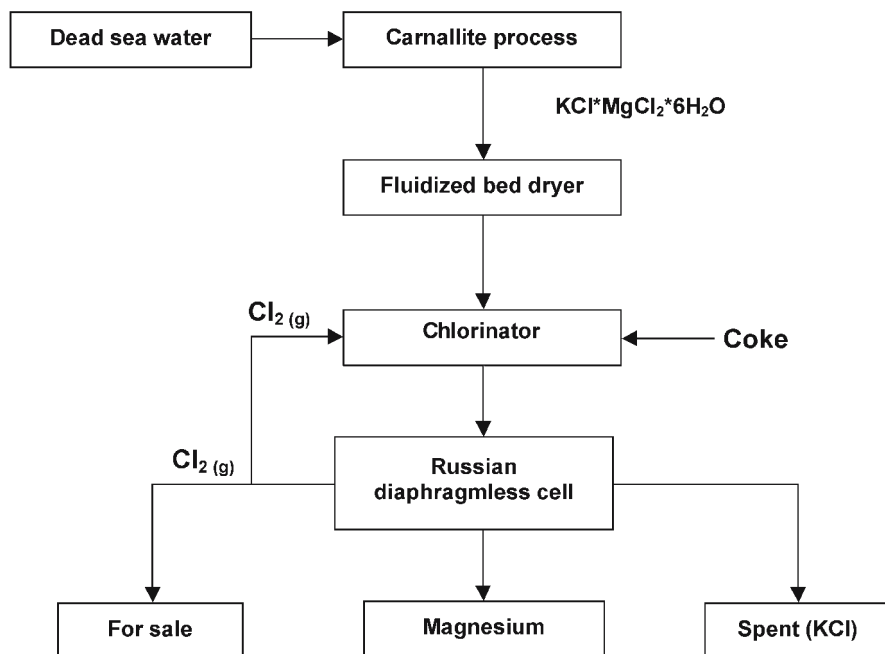 Dead sea water
Carnallite process
KCl*MgCl₂*6H₂O
Fluidized bed dryer
Cl₂ (g)
Chlorinator
Coke
Cl₂ (g)
Russian
diaphragmless cell
For sale
Magnesium
Spent (KCl)